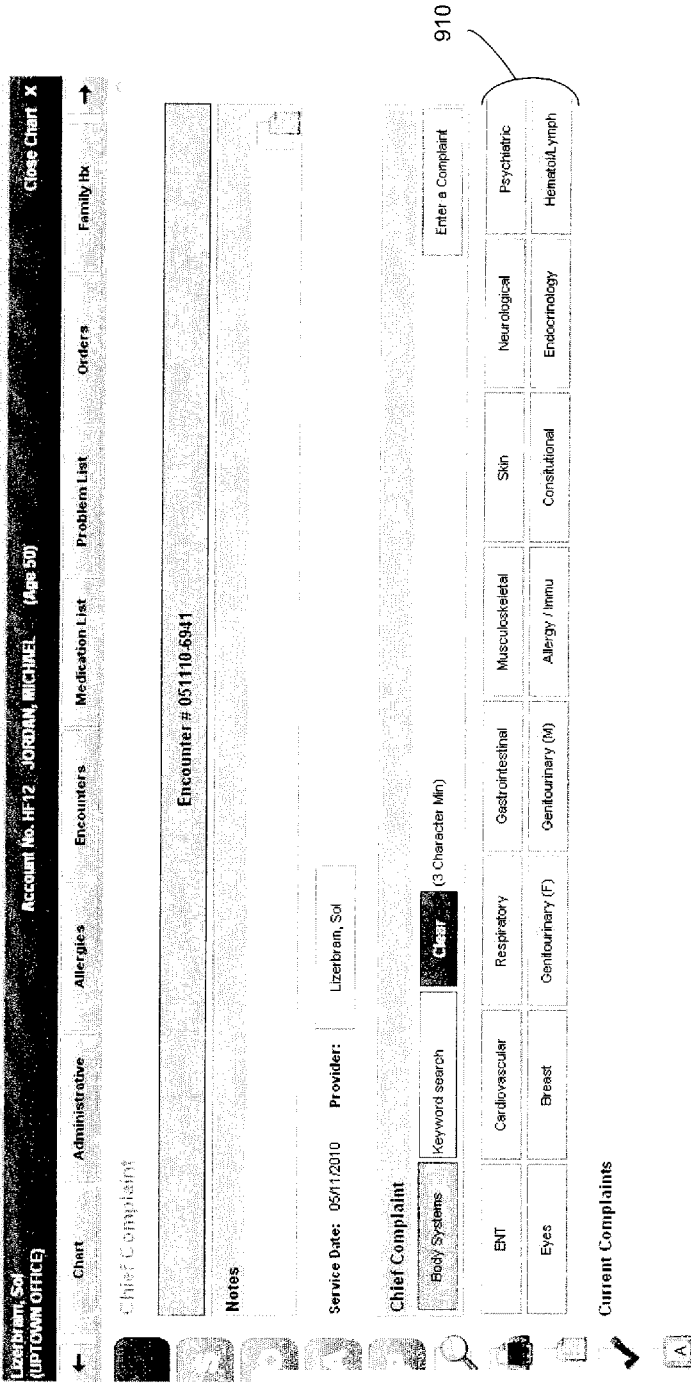 Lizerbram, Sol
(UPTOWN OFFICE) Account No. HF12 JORDAN, MICHAEL (Age 50) Close Chart X
← Chart Administrative Allergies Encounters Medication List Problem List Orders Family Hx →
Chief Complaint
Encounter # 051110-6941
Notes
Service Date: 05/11/2010 Provider: Lizerbram, Sol
Chief Complaint
Body Systems Keyword search Clear (3 Character Min) Enter a Complaint
ENT Cardiovascular Respiratory Gastrointestinal Musculoskeletal Skin Neurological Psychiatric
Eyes Breast Genitourinary (F) Genitourinary (M) Allergy / Immu Consitutional Endocrinology Hematol/Lymph
910
Current Complaints
A